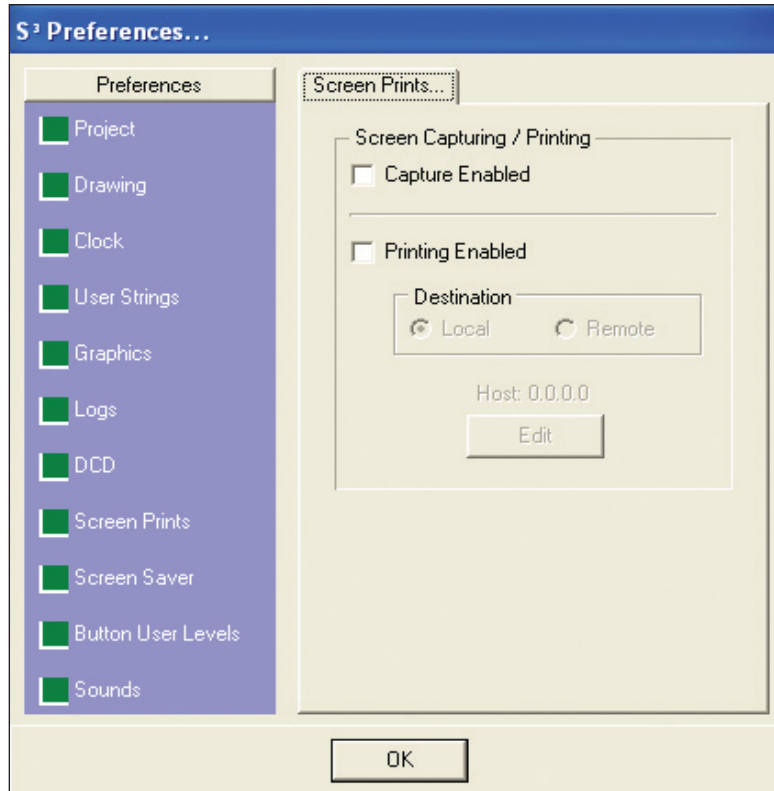 S³ Preferences...
Preferences
Project
Drawing
Clock
User Strings
Graphics
Logs
DCD
Screen Prints
Screen Saver
Button User Levels
Sounds
Screen Prints...
Screen Capturing / Printing
Capture Enabled
Printing Enabled
Destination
Local Remote
Host: 0.0.0.0
Edit
OK